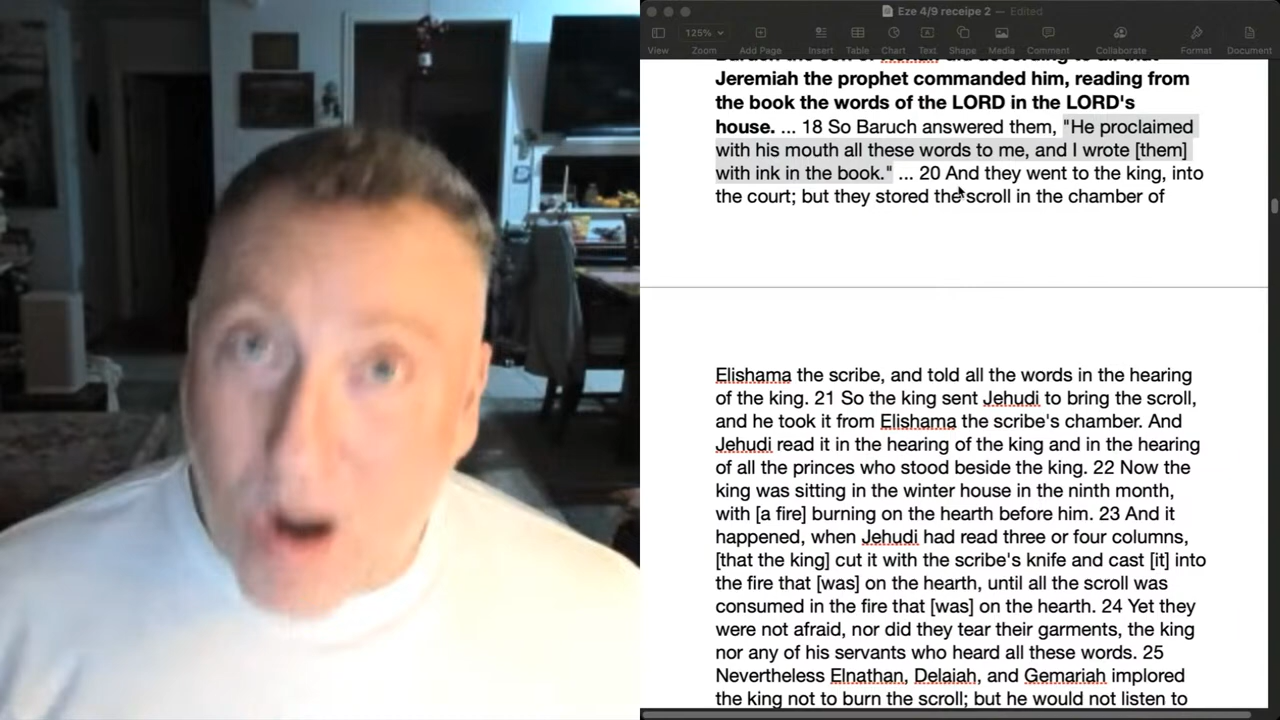 Eze 4/9 receipe 2 — Edited
125%
View Zoom Add Page Insert Table Chart Text Shape Media Comment Collaborate Format Document
Jeremiah the prophet commanded him, reading from
the book the words of the LORD in the LORD's
house. ... 18 So Baruch answered them, "He proclaimed
with his mouth all these words to me, and I wrote [them]
with ink in the book." ... 20 And they went to the king, into
the court; but they stored the scroll in the chamber of
Elishama the scribe, and told all the words in the hearing
of the king. 21 So the king sent Jehudi to bring the scroll,
and he took it from Elishama the scribe's chamber. And
Jehudi read it in the hearing of the king and in the hearing
of all the princes who stood beside the king. 22 Now the
king was sitting in the winter house in the ninth month,
with [a fire] burning on the hearth before him. 23 And it
happened, when Jehudi had read three or four columns,
[that the king] cut it with the scribe's knife and cast [it] into
the fire that [was] on the hearth, until all the scroll was
consumed in the fire that [was] on the hearth. 24 Yet they
were not afraid, nor did they tear their garments, the king
nor any of his servants who heard all these words. 25
Nevertheless Elnathan, Delaiah, and Gemariah implored
the king not to burn the scroll; but he would not listen to